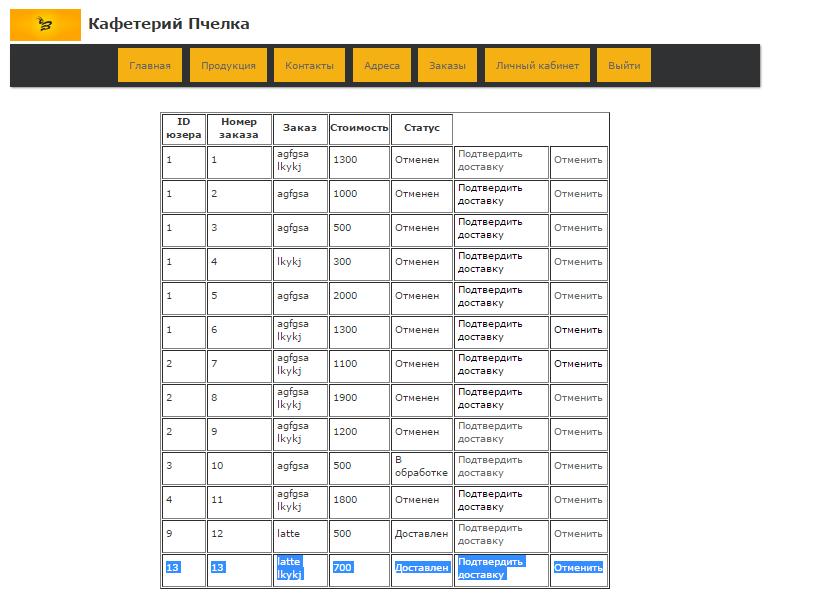 Кафетерий Пчелка
Главная Продукция Контакты Адреса Заказы Личный кабинет Выйти
ID юзера Номер заказа Заказ Стоимость Статус
1 1 agfgsa lkykj 1300 Отменен Подтвердить доставку Отменить
1 2 agfgsa 1000 Отменен Подтвердить доставку Отменить
1 3 agfgsa 500 Отменен Подтвердить доставку Отменить
1 4 lkykj 300 Отменен Подтвердить доставку Отменить
1 5 agfgsa 2000 Отменен Подтвердить доставку Отменить
1 6 agfgsa lkykj 1300 Отменен Подтвердить доставку Отменить
2 7 agfgsa lkykj 1100 Отменен Подтвердить доставку Отменить
2 8 agfgsa lkykj 1900 Отменен Подтвердить доставку Отменить
2 9 agfgsa lkykj 1200 Отменен Подтвердить доставку Отменить
3 10 agfgsa 500 В обработке Подтвердить доставку Отменить
4 11 agfgsa lkykj 1800 Отменен Подтвердить доставку Отменить
9 12 latte 500 Доставлен Подтвердить доставку Отменить
13 13 latte lkykj 700 Доставлен Подтвердить доставку Отменить